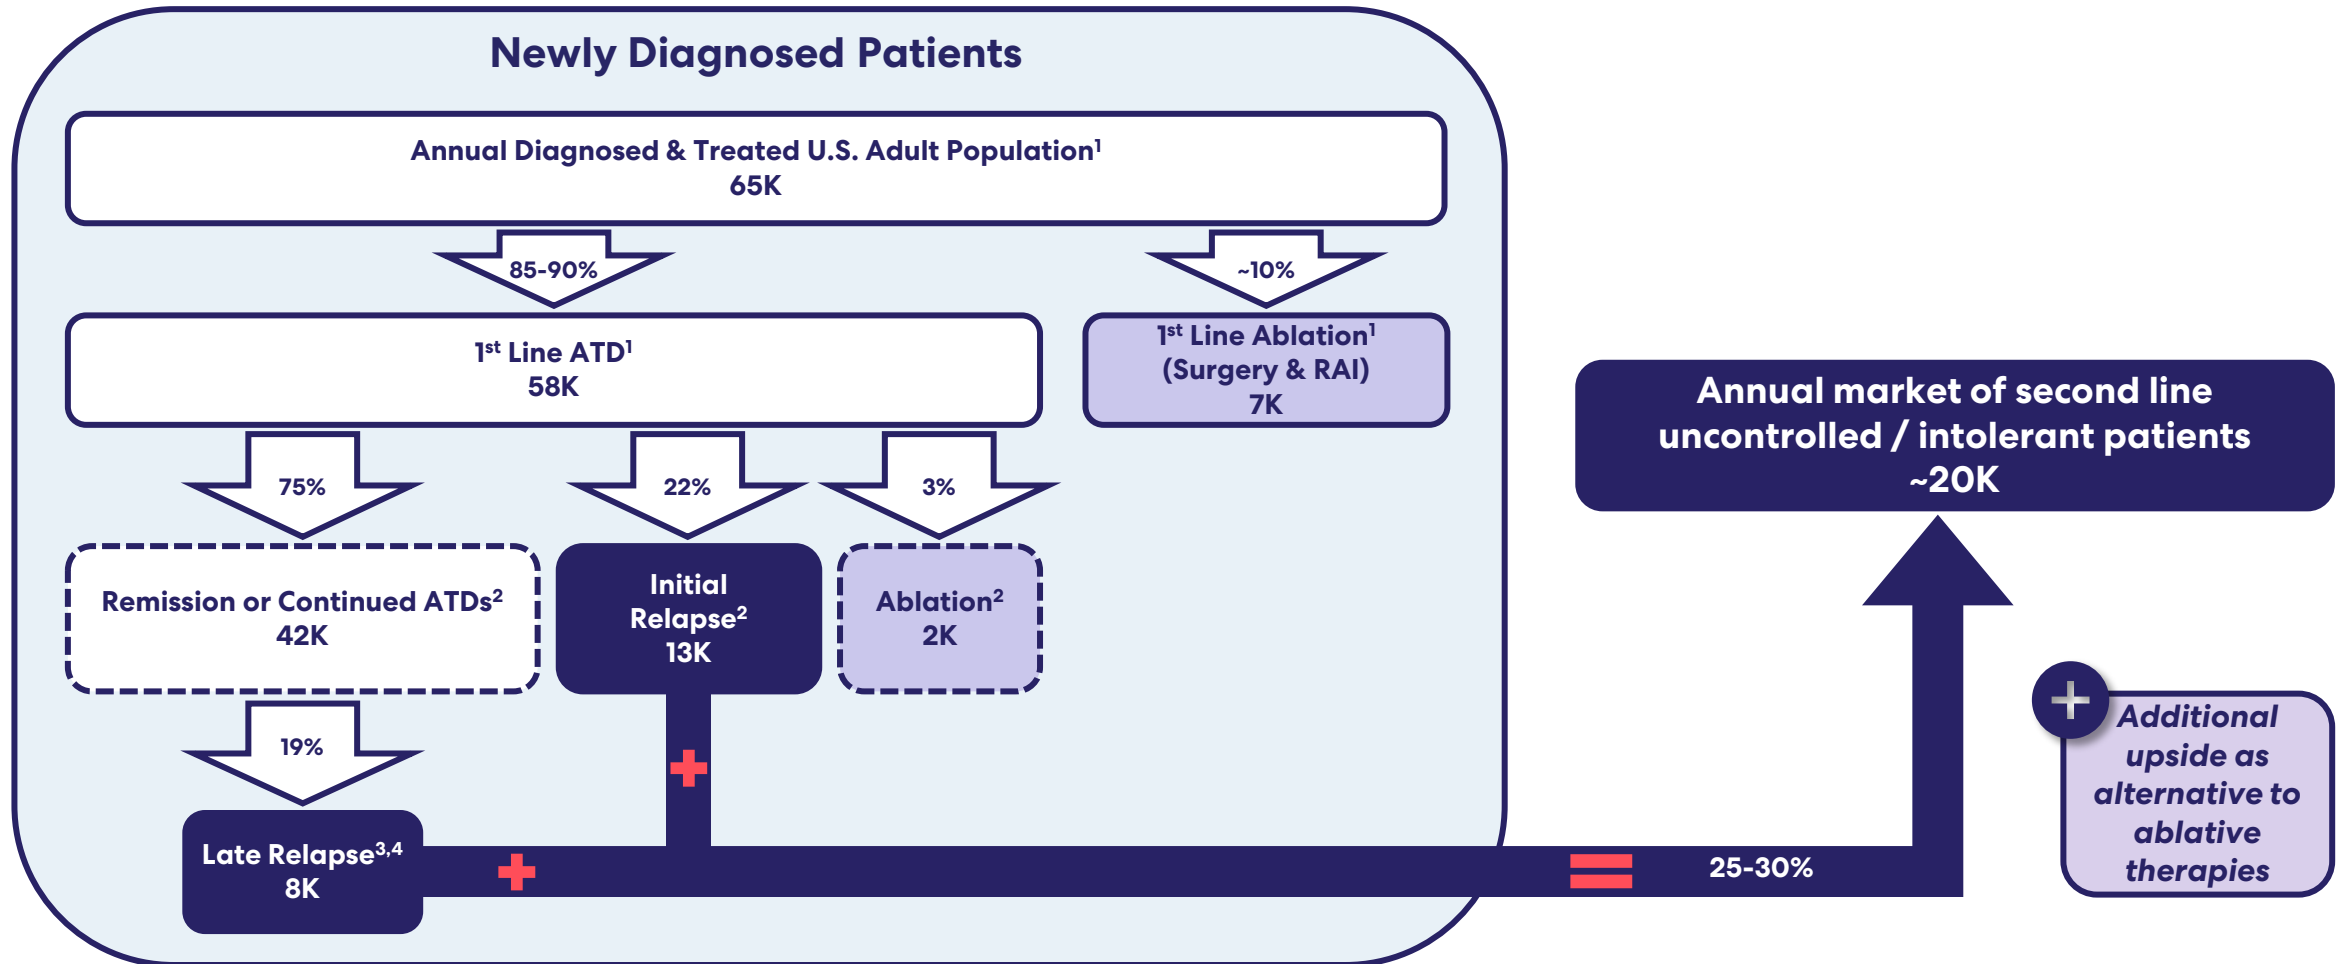 Newly Diagnosed Patients
Annual Diagnosed & Treated U.S. Adult Population¹
65K
85-90%
~10%
1ˢᵗ Line ATD¹
58K
1ˢᵗ Line Ablation¹
(Surgery & RAI)
7K
75%
22%
3%
Remission or Continued ATDs²
42K
Initial
Relapse²
13K
Ablation²
2K
19%
Late Relapse³,⁴
8K
25-30%
Annual market of second line
uncontrolled / intolerant patients
~20K
Additional
upside as
alternative to
ablative
therapies